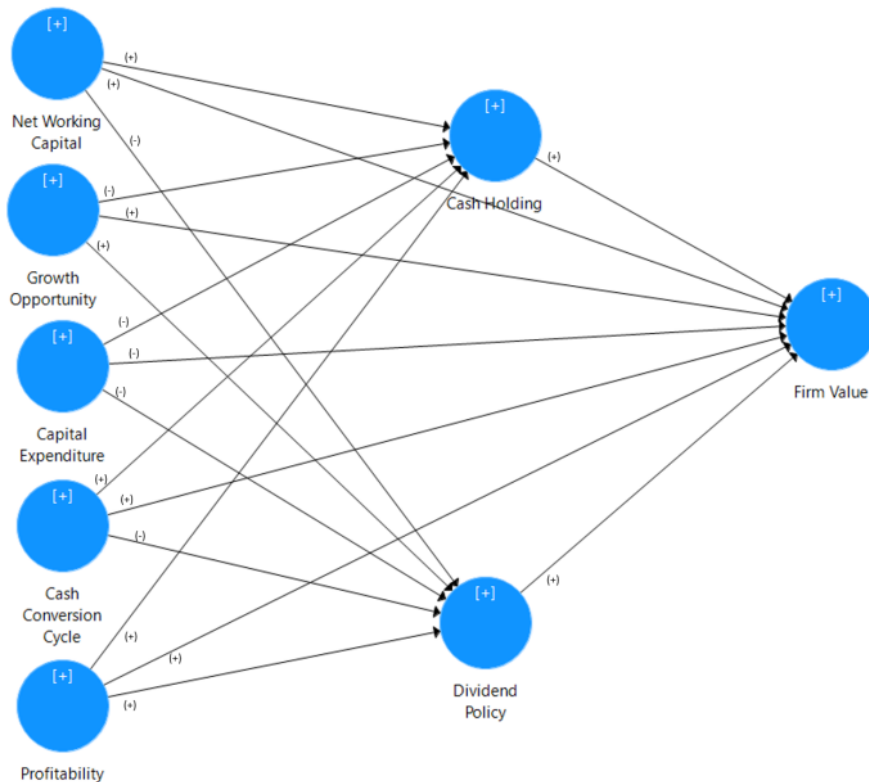 [+]
(+)
(+)
Net Working
Capital
(-)
[+]
(+)
Cash Holding
[+]
(-)
(+)
(+)
Growth
Opportunity
[+]
Firm Value
[+]
(-)
(-)
(-)
Capital
Expenditure
(+)
[+]
(+)
(-)
Cash
Conversion
Cycle
[+]
(+)
Dividend
Policy
[+]
(+)
(+)
(+)
Profitability